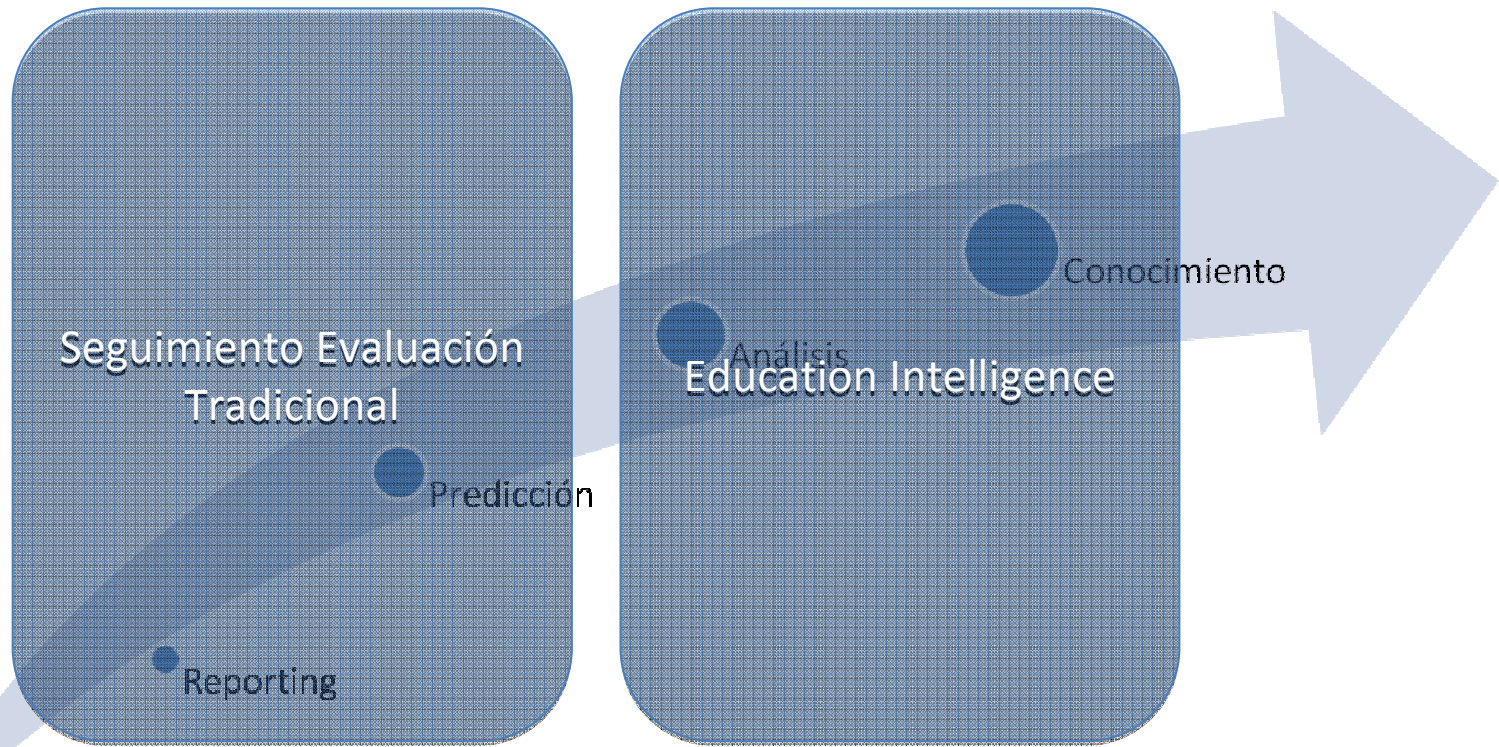 Seguimiento Evaluación
Tradicional
Predicción
Reporting
Conocimiento
Análisis
Education Intelligence